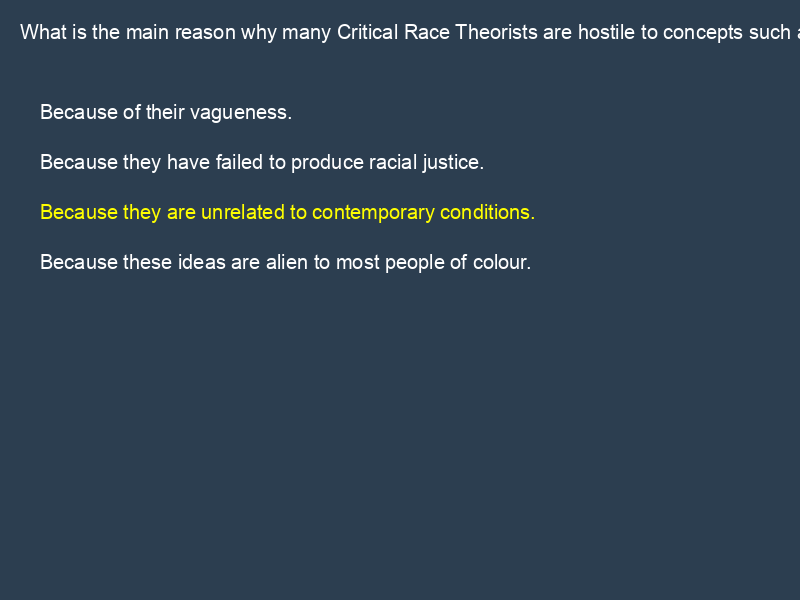 What is the main reason why many Critical Race Theorists are hostile to concepts such
Because of their vagueness.
Because they have failed to produce racial justice.
Because they are unrelated to contemporary conditions.
Because these ideas are alien to most people of colour.